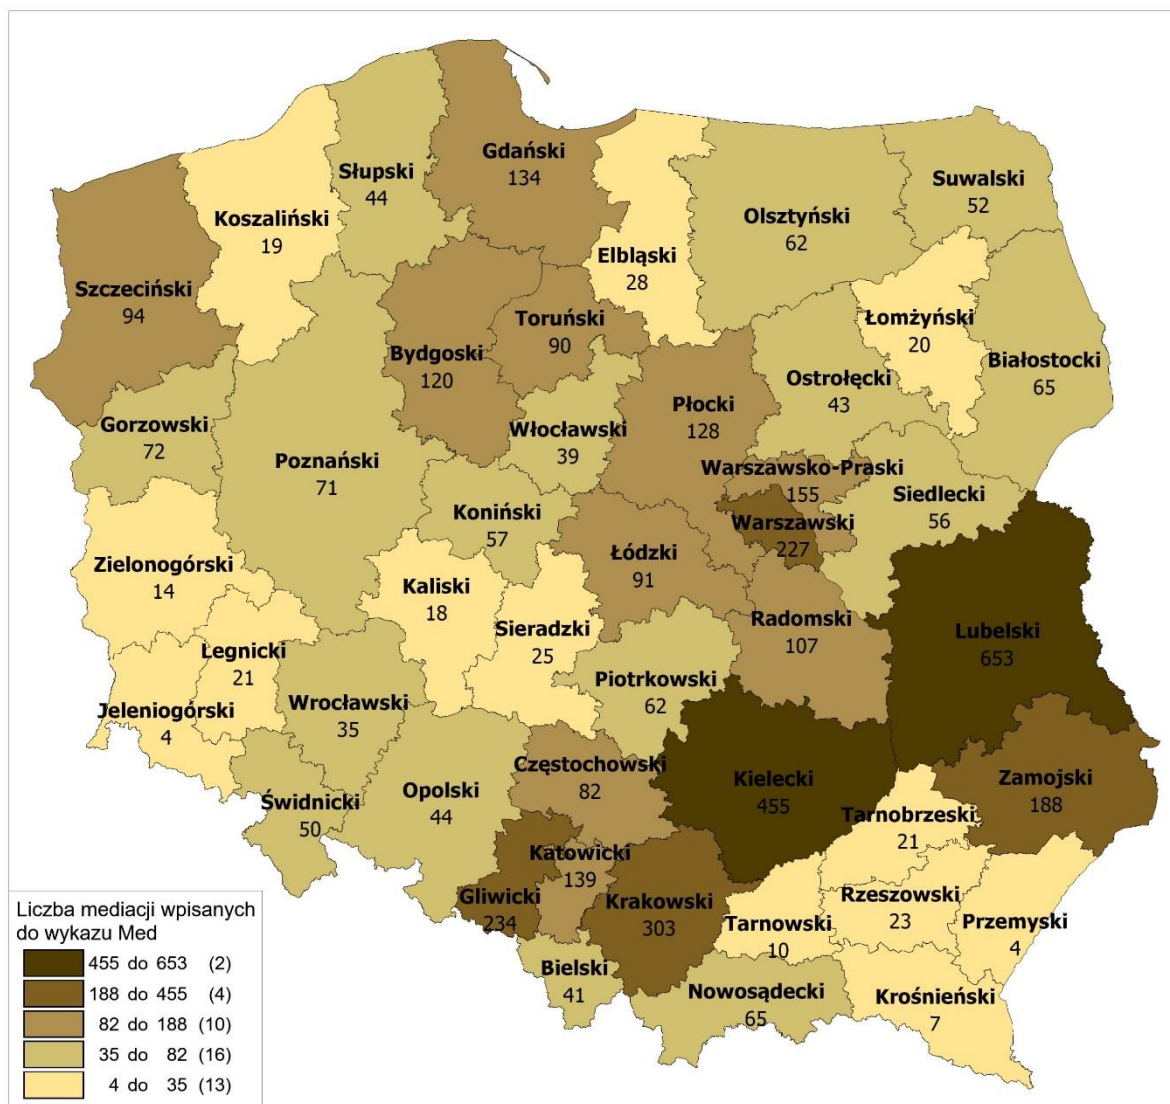 Gdański
134
Słupski
44
Suwalski
52
Koszaliński
19
Olsztyński
62
Elbląski
28
Szczeciński
94
Toruński
90
Łomżyński
20
Bydgoski
120
Białostocki
65
Ostrołęcki
43
Płocki
128
Gorzowski
72
Włocławski
39
Poznański
71
Warszawsko-Praski
155
Siedlecki
56
Koniński
57
Warszawski
227
Łódzki
91
Zielonogórski
14
Kaliski
18
Radomski
107
Sieradzki
25
Lubelski
653
Legnicki
21
Piotrkowski
62
Wrocławski
35
Jeleniogórski
4
Częstochowski
82
Kielecki
455
Zamojski
188
Opolski
44
Świdnicki
50
Tarnobrzeski
21
Katowicki
139
Gliwicki
234
Krakowski
303
Rzeszowski
23
Tarnowski
10
Przemyski
4
Bielski
41
Nowosądecki
65
Krośnieński
7
Liczba mediacji wpisanych
do wykazu Med
455 do 653 (2)
188 do 455 (4)
82 do 188 (10)
35 do 82 (16)
4 do 35 (13)